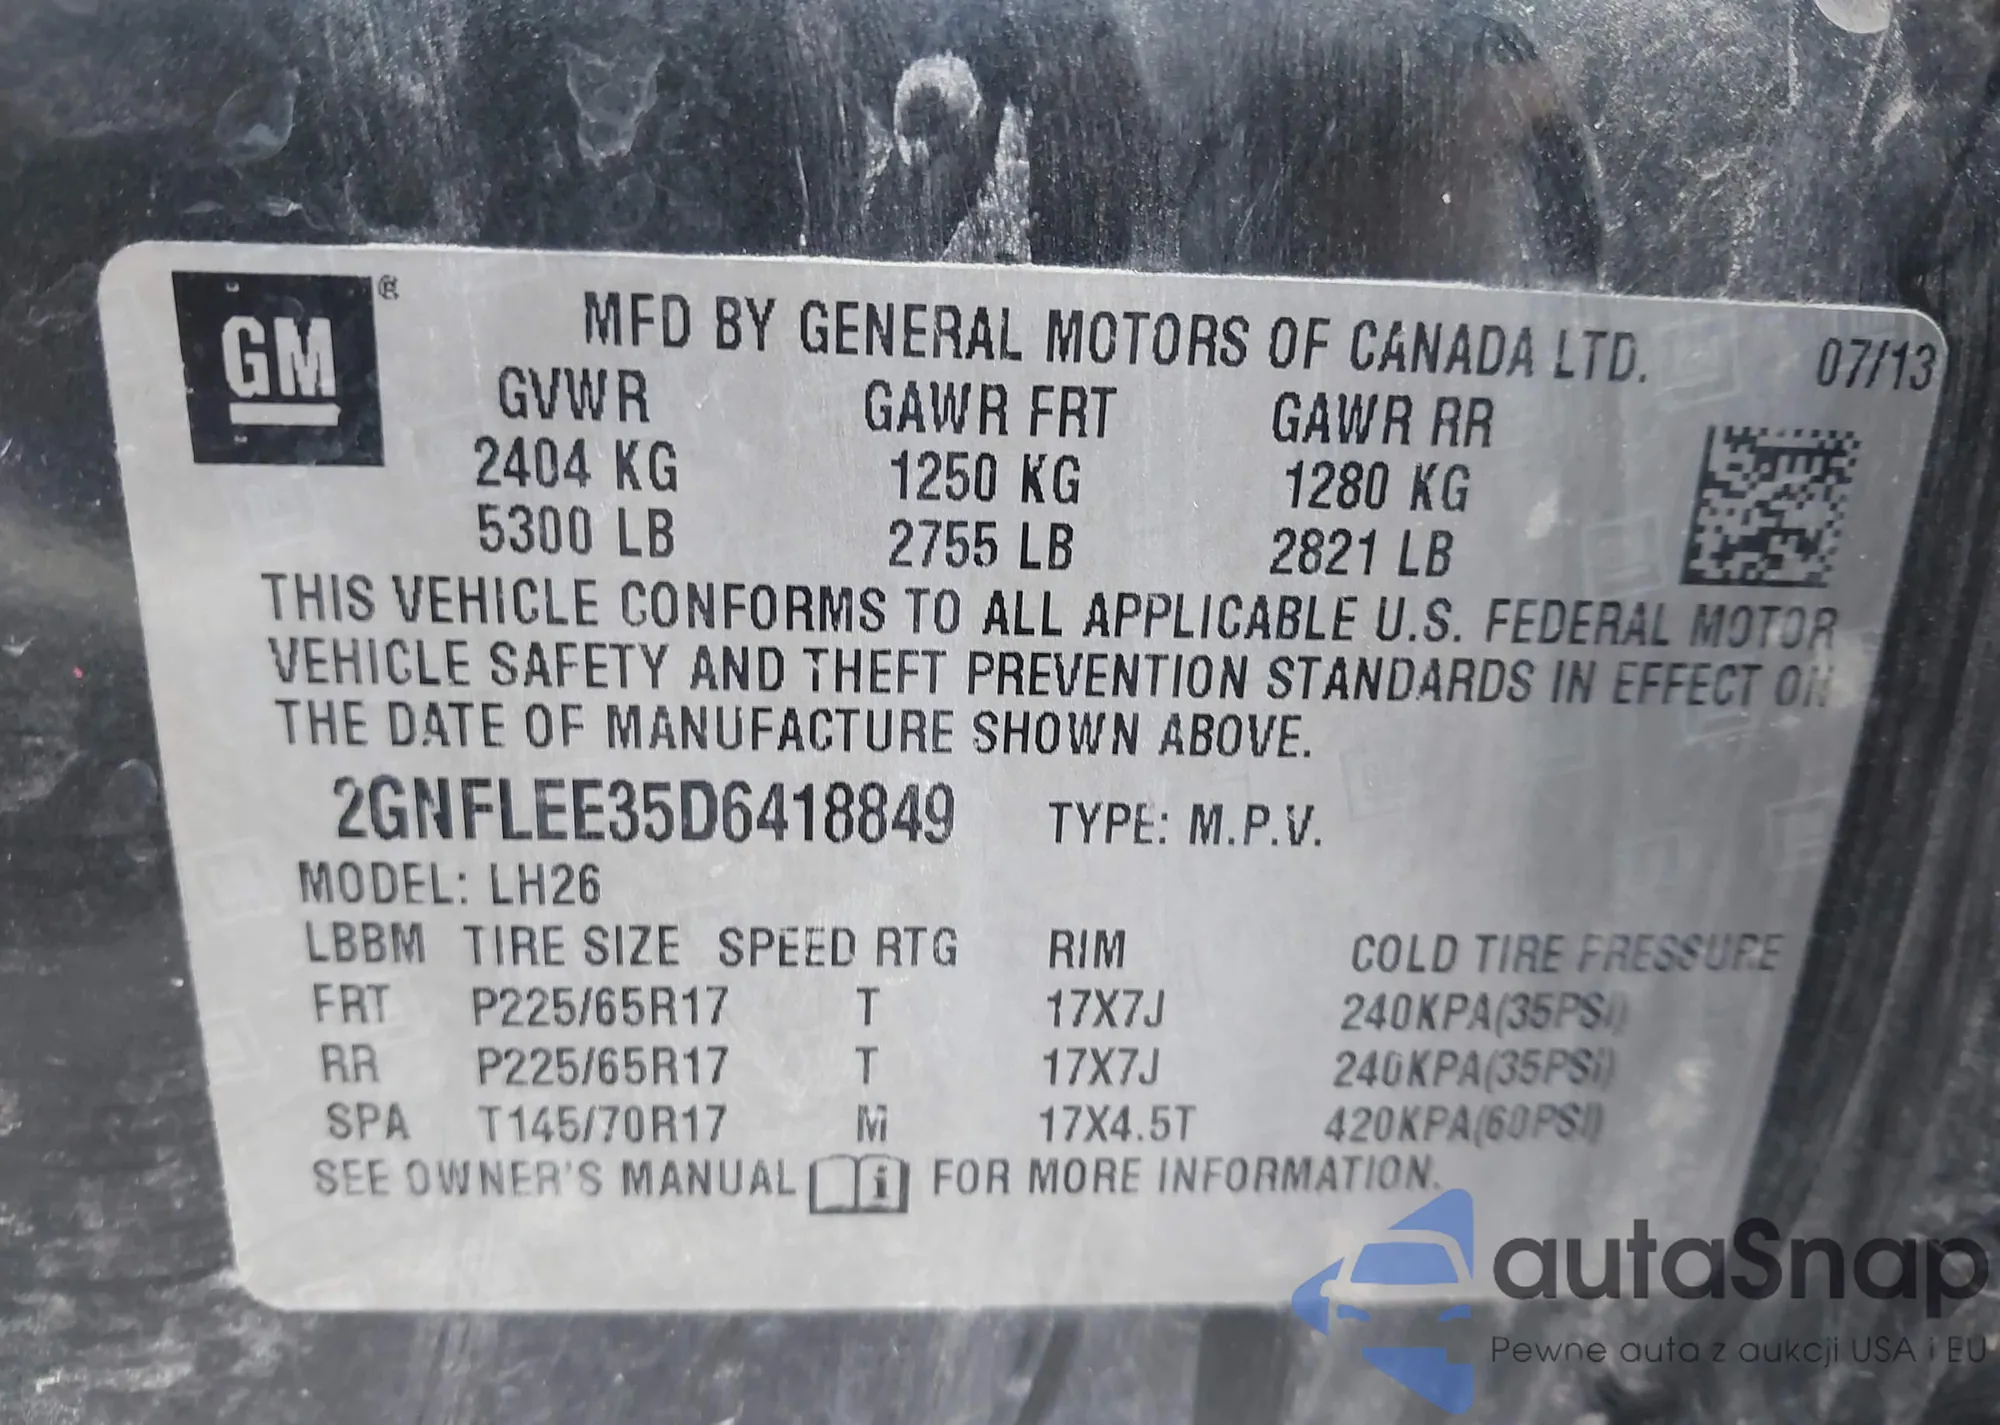 GM ®
MFD BY GENERAL MOTORS OF CANADA LTD. 07/13
GVWR GAWR FRT GAWR RR
2404 KG 1250 KG 1280 KG
5300 LB 2755 LB 2821 LB
THIS VEHICLE CONFORMS TO ALL APPLICABLE U.S. FEDERAL MOTOR
VEHICLE SAFETY AND THEFT PREVENTION STANDARDS IN EFFECT ON
THE DATE OF MANUFACTURE SHOWN ABOVE.
2GNFLEE35D6418849 TYPE: M.P.V.
MODEL: LH26
LBBM TIRE SIZE SPEED RTG RIM COLD TIRE PRESSURE
FRT P225/65R17 T 17X7J 240KPA(35PSI)
RR P225/65R17 T 17X7J 240KPA(35PSI)
SPA T145/70R17 M 17X4.5T 420KPA(60PSI)
SEE OWNER'S MANUAL i FOR MORE INFORMATION.
autaSnap
Pewne auta z aukcji USA i EU